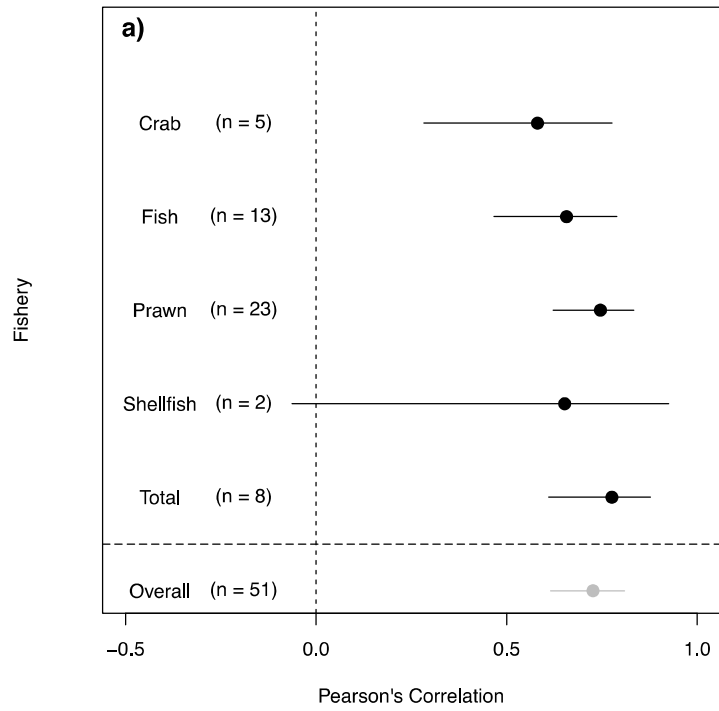 a)
Crab (n = 5)
Fish (n = 13)
Prawn (n = 23)
Shellfish (n = 2)
Total (n = 8)
Overall (n = 51)
Fishery
−0.5 0.0 0.5 1.0
Pearson's Correlation